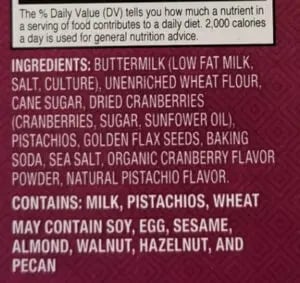 The % Daily Value (DV) tells you how much a nutrient in
a serving of food contributes to a daily diet. 2,000 calories
a day is used for general nutrition advice.
INGREDIENTS: BUTTERMILK (LOW FAT MILK,
SALT, CULTURE), UNENRICHED WHEAT FLOUR,
CANE SUGAR, DRIED CRANBERRIES
(CRANBERRIES, SUGAR, SUNFOWER OIL),
PISTACHIOS, GOLDEN FLAX SEEDS, BAKING
SODA, SEA SALT, ORGANIC CRANBERRY FLAVOR
POWDER, NATURAL PISTACHIO FLAVOR.
CONTAINS: MILK, PISTACHIOS, WHEAT
MAY CONTAIN SOY, EGG, SESAME,
ALMOND, WALNUT, HAZELNUT, AND
PECAN